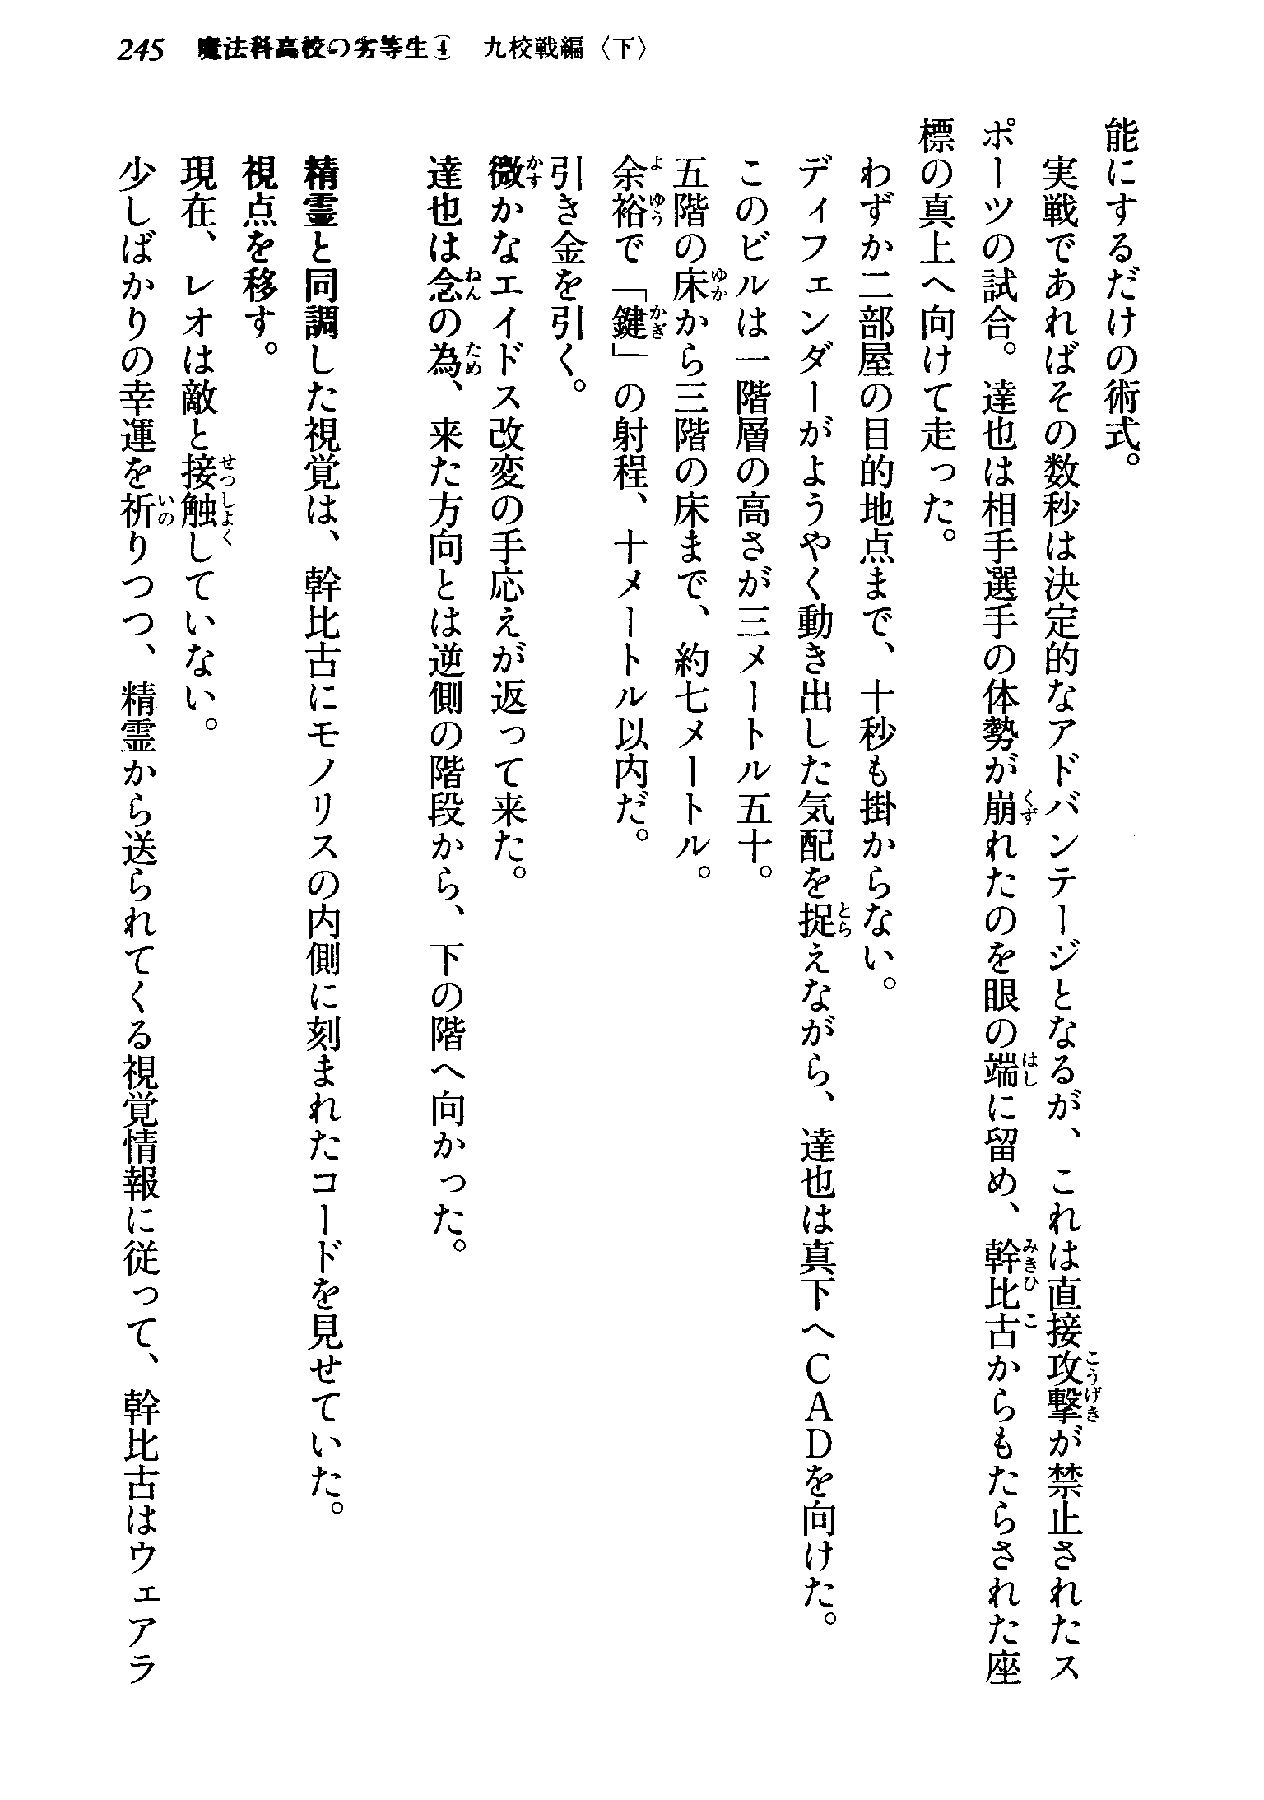 245 魔法科高校の劣等生④ 九校戦編〈下〉
能にするだけの術式。
実戦であればその数秒は決定的なアドバンテージとなるが、これは直接攻撃が禁止されたス
ポーツの試合。達也は相手選手の体勢が崩れたのを眼の端に留め、幹比古からもたらされた座
標の真上へ向けて走った。
わずか二部屋の目的地点まで、十秒も掛からない。
ディフェンダーがようやく動き出した気配を捉えながら、達也は真下へCADを向けた。
このビルは一階層の高さが三メートル五十。
五階の床から三階の床まで、約七メートル。
余裕で「鍵」の射程、十メートル以内だ。
引き金を引く。
微かなエイドス改変の手応えが返って来た。
達也は念の為、来た方向とは逆側の階段から、下の階へ向かった。
精霊と同調した視覚は、幹比古にモノリスの内側に刻まれたコードを見せていた。
視点を移す。
現在、レオは敵と接触していない。
少しばかりの幸運を祈りつつ、精霊から送られてくる視覚情報に従って、幹比古はウェアラ